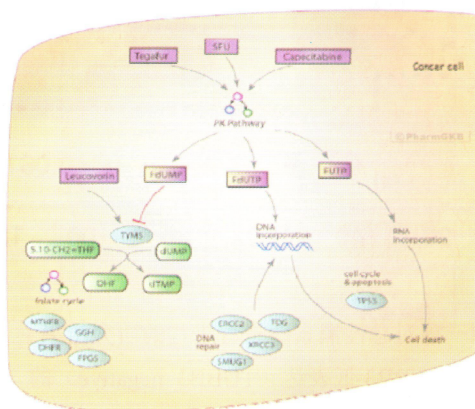 5FU
Tegafur
Capecitabine
Cancer cell
PK Pathway
©PharmGKB
Leucovorin
FdUMP
FdUTP
FUTP
TYMS
5,10-CH2=THF
dUMP
DNA
incorporation
RNA
incorporation
DHF
dTMP
folate cycle
cell cycle
& apoptosis
TP53
MTHFR
GGH
DHFR
FPGS
DNA
repair
ERCC2
TDG
XRCC3
SMUG1
Cell death